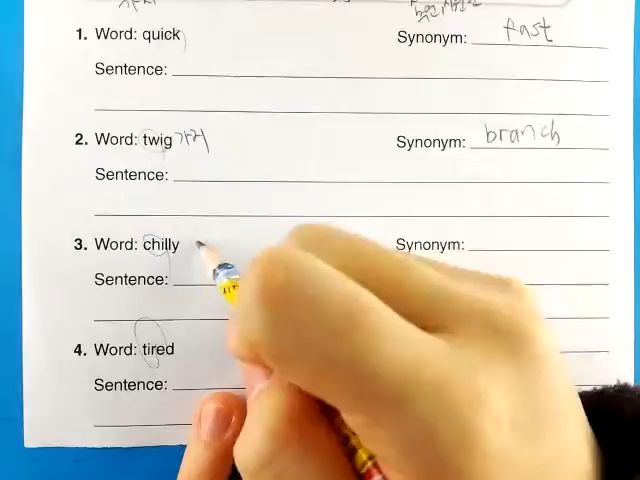 1. Word: quick Synonym: fast
Sentence:
2. Word: twig 가지 Synonym: branch
Sentence:
3. Word: chilly Synonym:
Sentence:
4. Word: tired
Sentence: